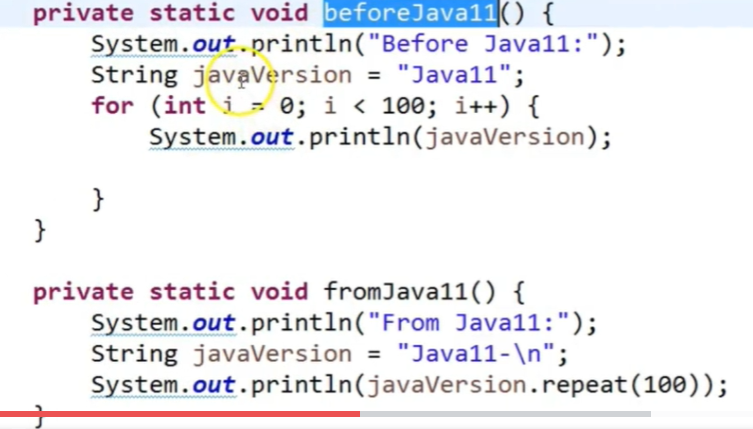 private static void beforeJava11() {
System.out.println("Before Java11:");
String javaVersion = "Java11";
for (int i = 0; i < 100; i++) {
System.out.println(javaVersion);
}
}
private static void fromJava11() {
System.out.println("From Java11:");
String javaVersion = "Java11-\n";
System.out.println(javaVersion.repeat(100));
}